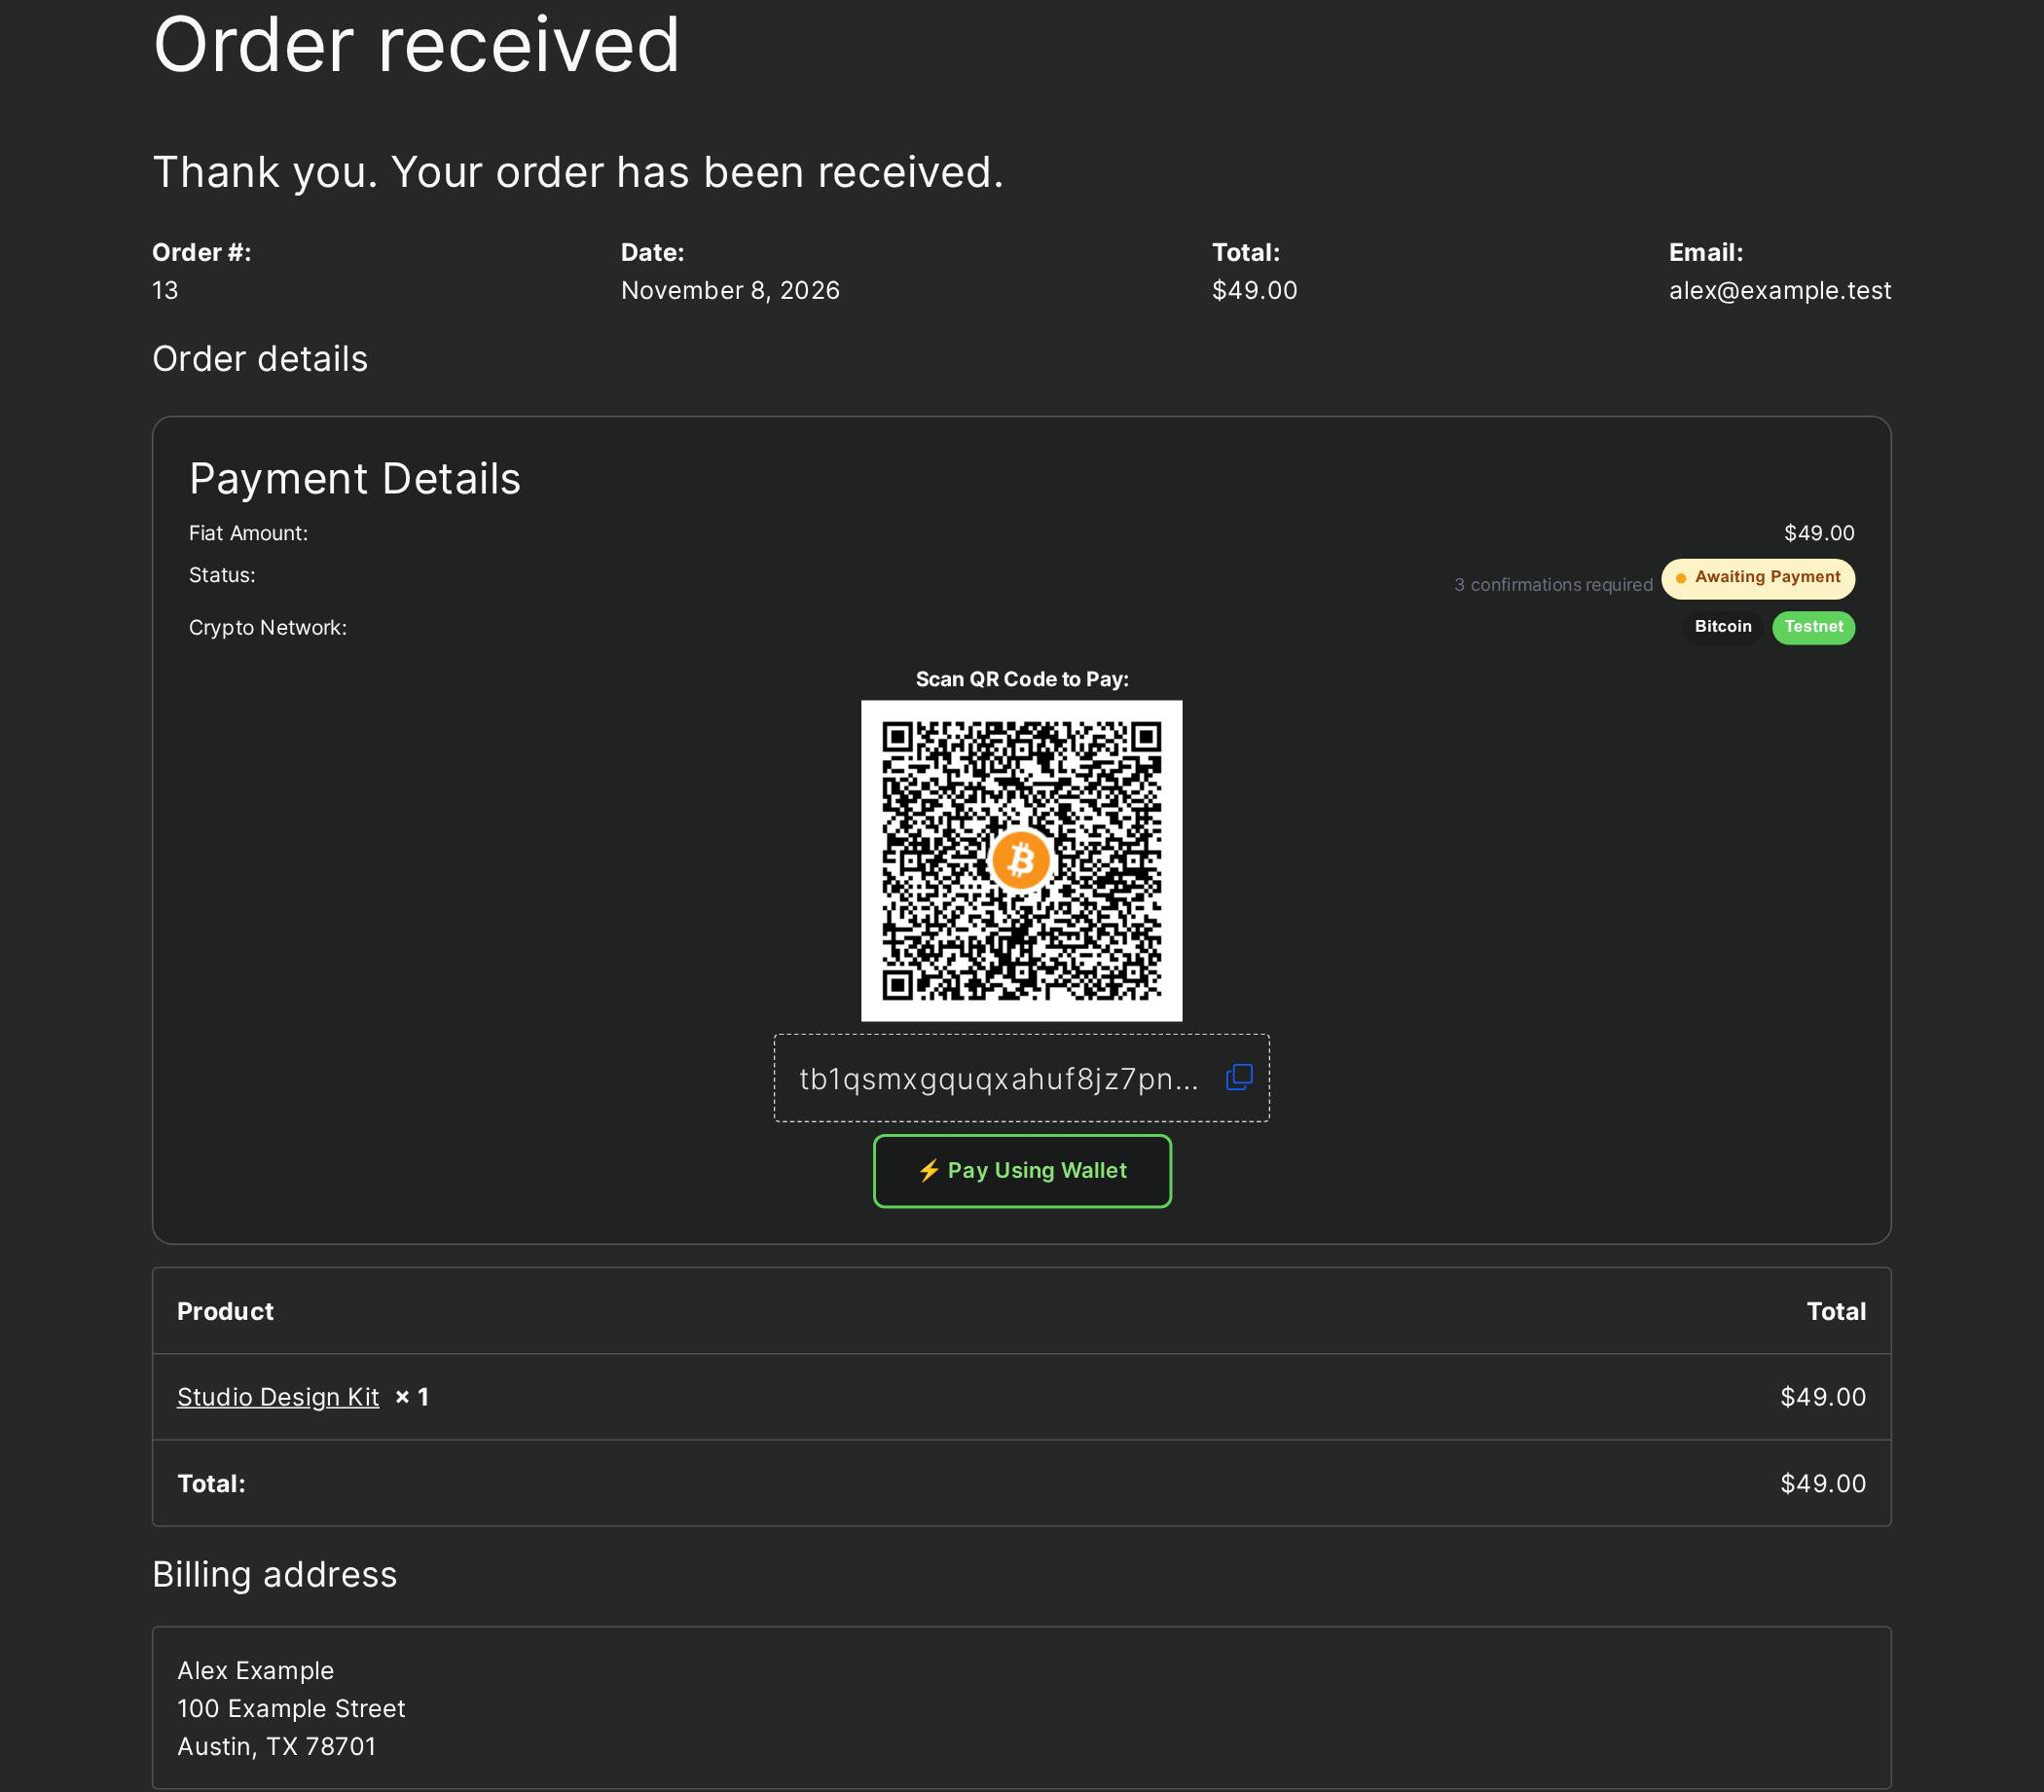 Order received
Thank you. Your order has been received.
Order #:
13
Date:
November 8, 2026
Total:
$49.00
Email:
alex@example.test
Order details
Payment Details
Fiat Amount: $49.00
Status: 3 confirmations required Awaiting Payment
Crypto Network: Bitcoin Testnet
Scan QR Code to Pay:
tb1qsmxgquqxahuf8jz7pn...
⚡ Pay Using Wallet
Product Total
Studio Design Kit × 1 $49.00
Total: $49.00
Billing address
Alex Example
100 Example Street
Austin, TX 78701